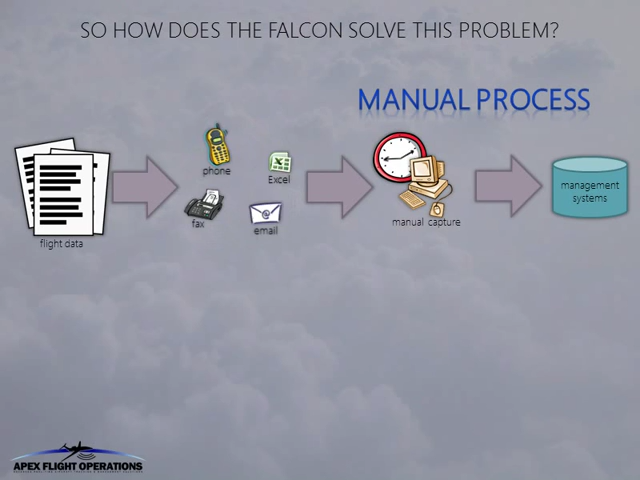 SO HOW DOES THE FALCON SOLVE THIS PROBLEM?
MANUAL PROCESS
flight data
phone
Excel
fax
email
manual capture
management
systems
APEX FLIGHT OPERATIONS